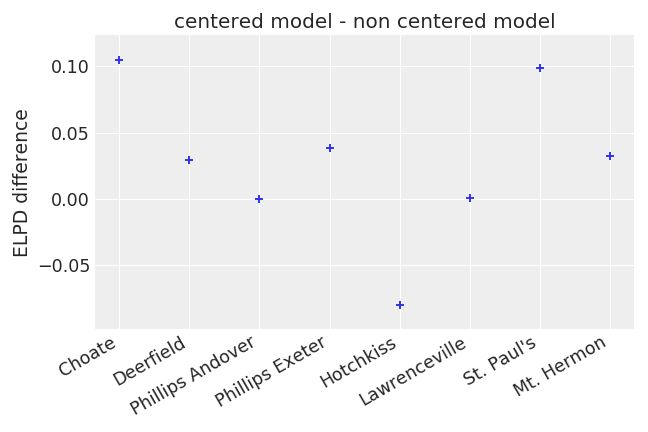 centered model - non centered model
ELPD difference
0.10
0.05
0.00
−0.05
Choate
Deerfield
Phillips Andover
Phillips Exeter
Hotchkiss
Lawrenceville
St. Paul's
Mt. Hermon